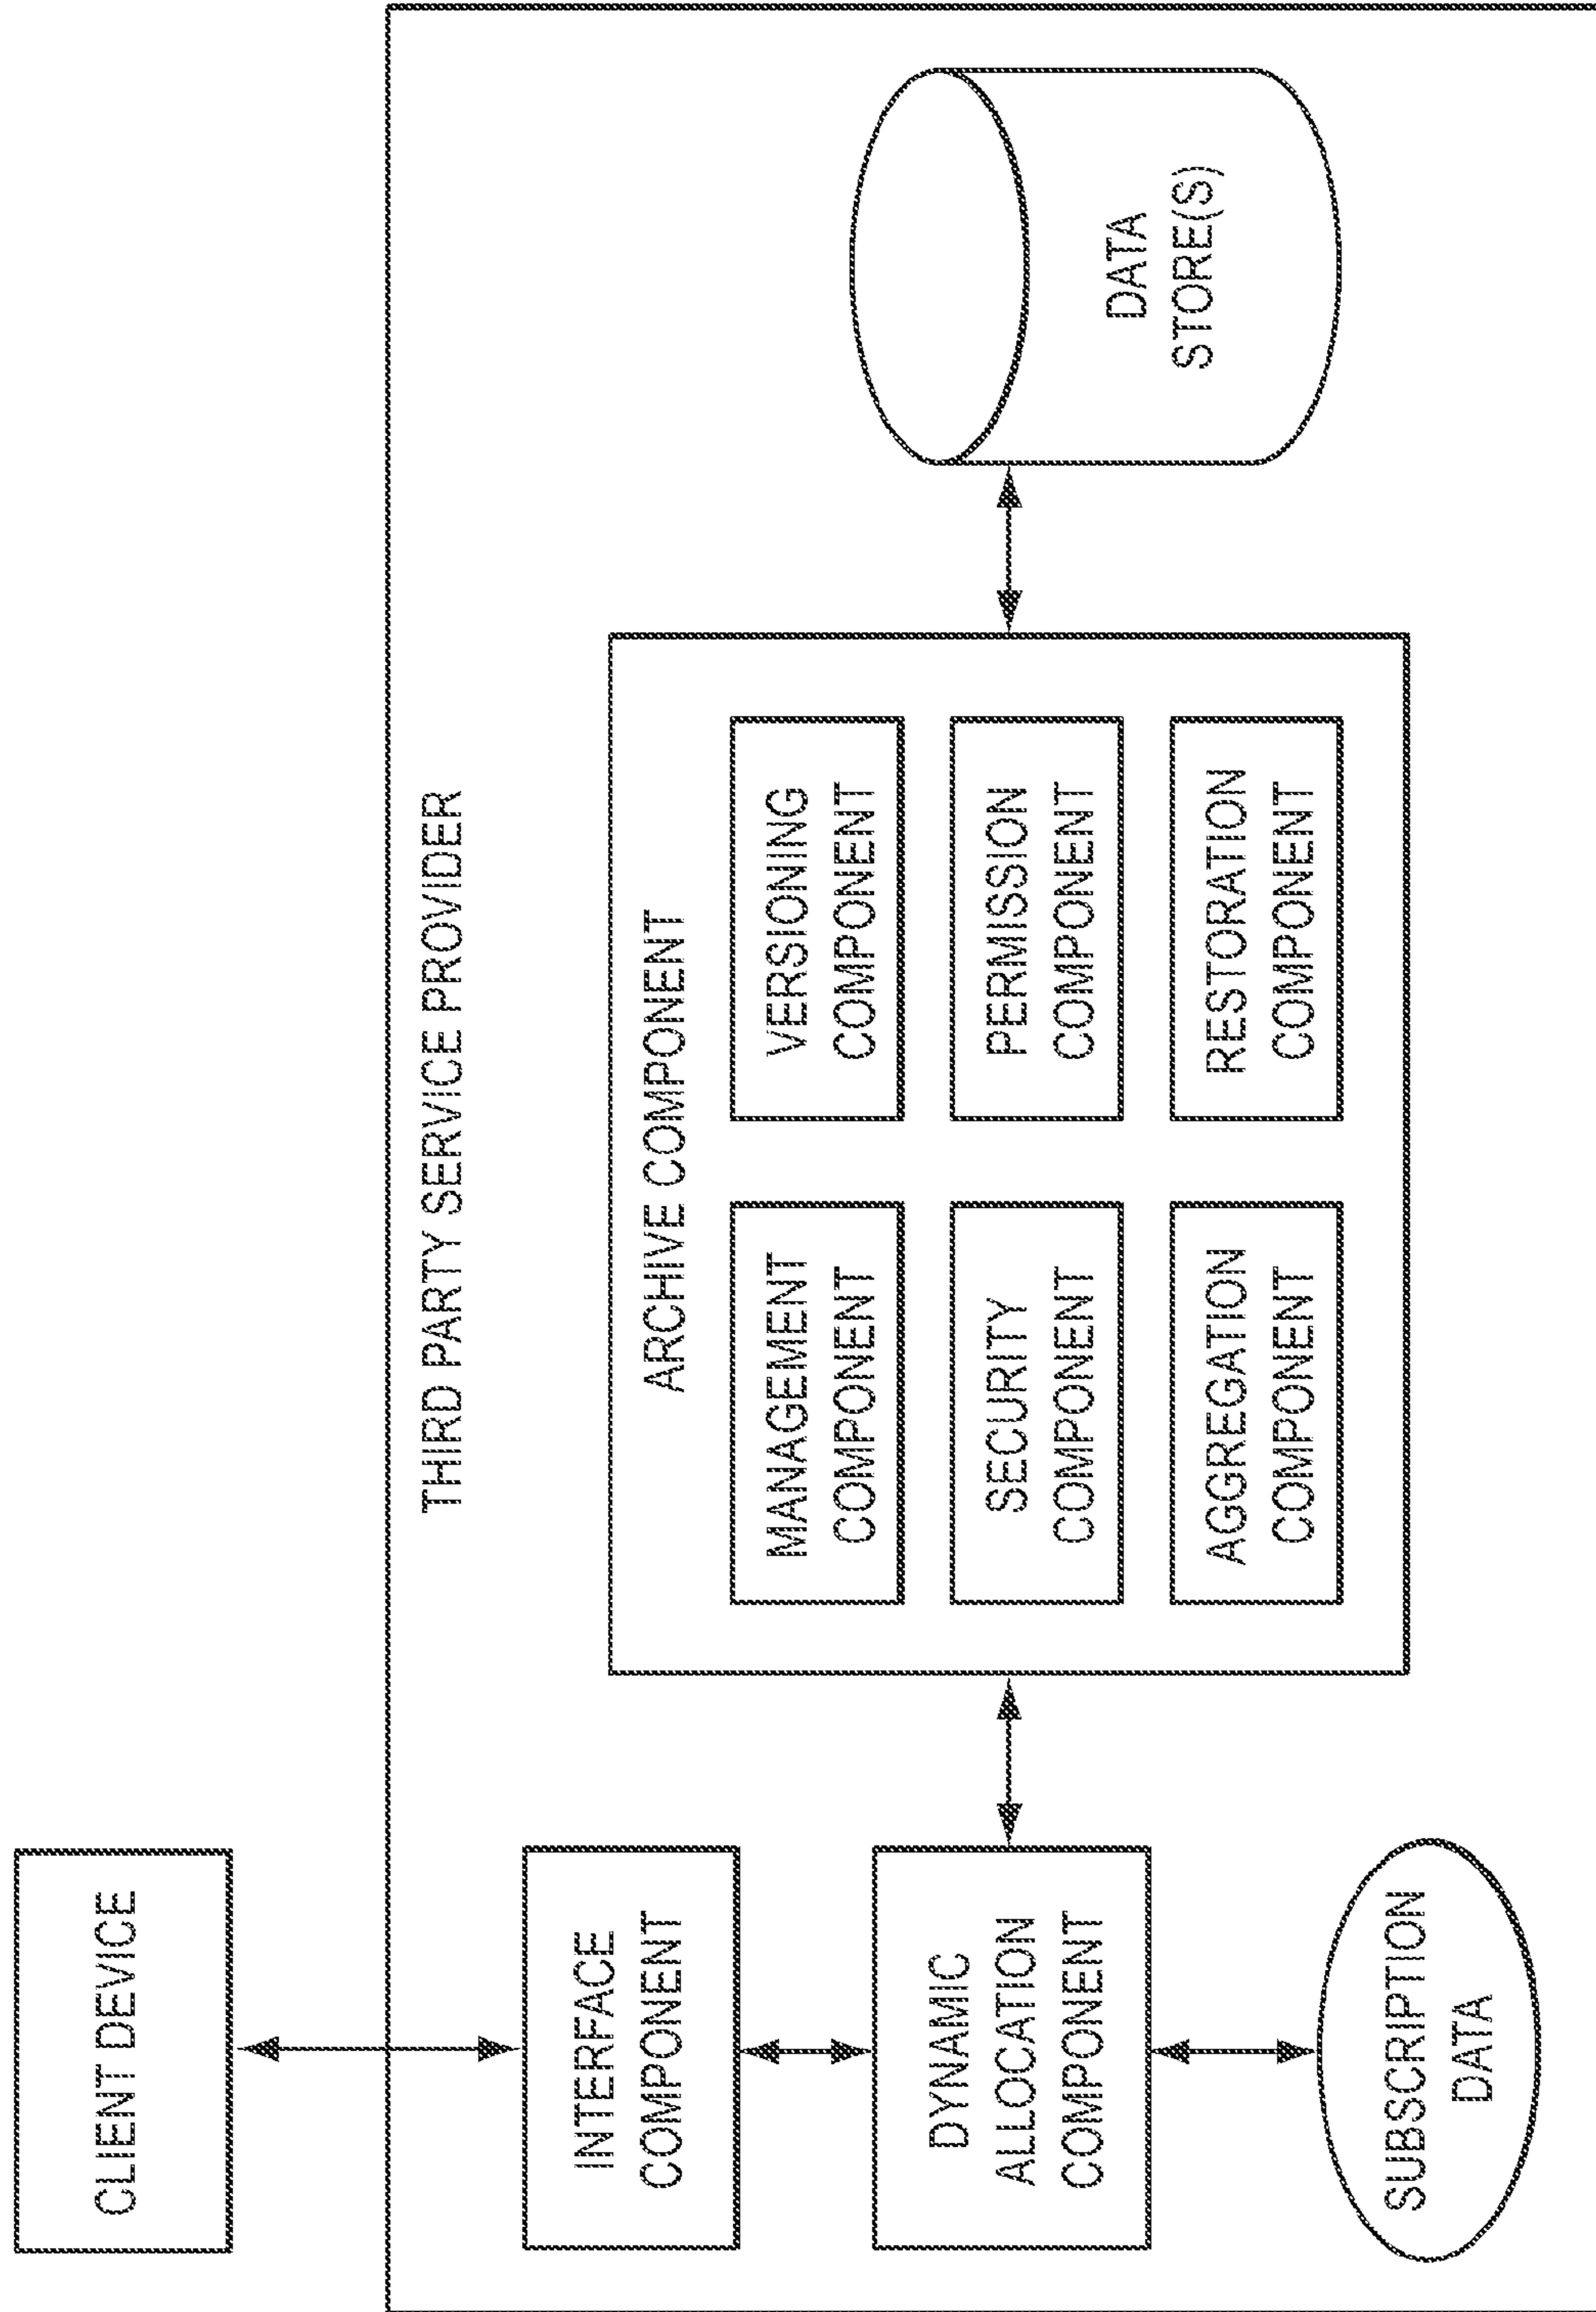 CLIENT DEVICE
THIRD PARTY SERVICE PROVIDER
INTERFACE
COMPONENT
DYNAMIC
ALLOCATION
COMPONENT
SUBSCRIPTION
DATA
ARCHIVE COMPONENT
MANAGEMENT
COMPONENT
VERSIONING
COMPONENT
SECURITY
COMPONENT
PERMISSION
COMPONENT
AGGREGATION
COMPONENT
RESTORATION
COMPONENT
DATA
STORE(S)